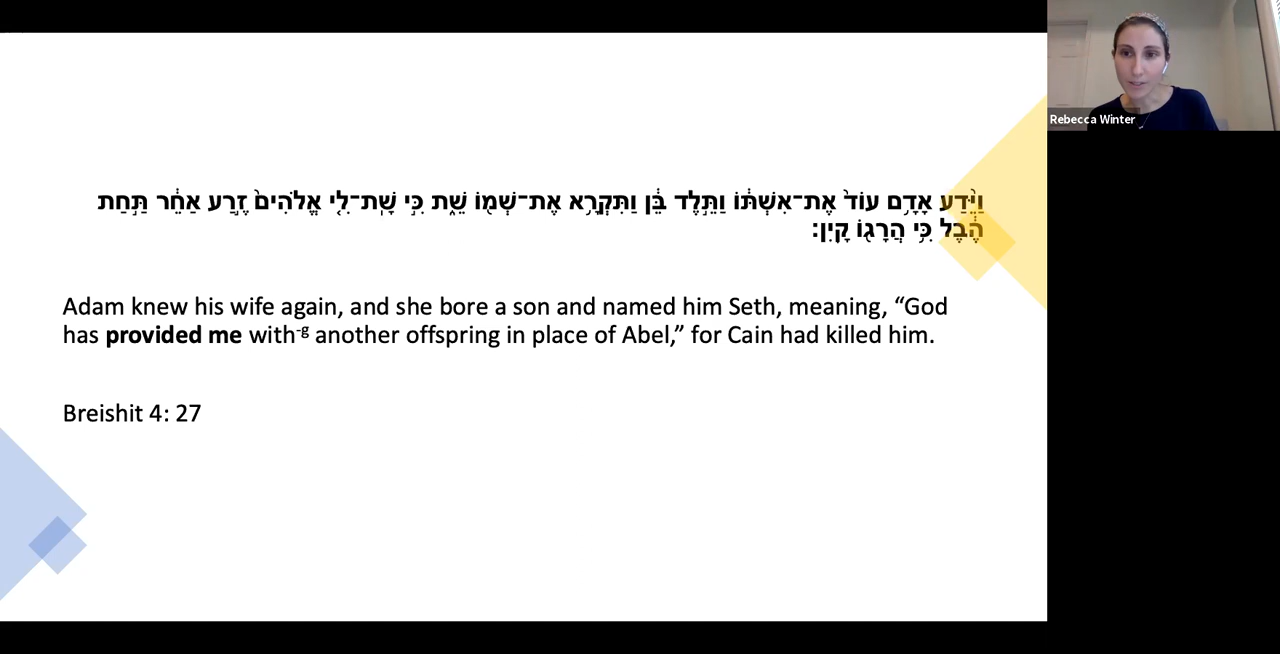 Rebecca Winter
וַיֵּ֨דַע אָדָ֥ם עוֹד֙ אֶת־אִשְׁתּ֔וֹ וַתֵּ֣לֶד בֵּ֔ן וַתִּקְרָ֥א אֶת־שְׁמ֖וֹ שֵׁ֑ת כִּ֣י שָֽׁת־לִ֤י אֱלֹהִים֙ זֶ֣רַע אַחֵ֔ר תַּ֣חַת
הֶ֔בֶל כִּ֥י הֲרָג֖וֹ קָֽיִן׃
Adam knew his wife again, and she bore a son and named him Seth, meaning, “God
has provided me with-g another offspring in place of Abel,” for Cain had killed him.
Breishit 4: 27